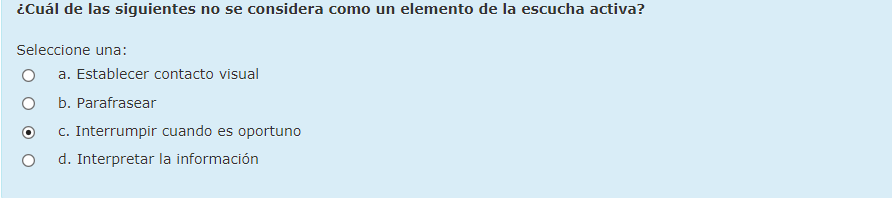 ¿Cuál de las siguientes no se considera como un elemento de la escucha activa?
Seleccione una:
a. Establecer contacto visual
b. Parafrasear
c. Interrumpir cuando es oportuno
d. Interpretar la información